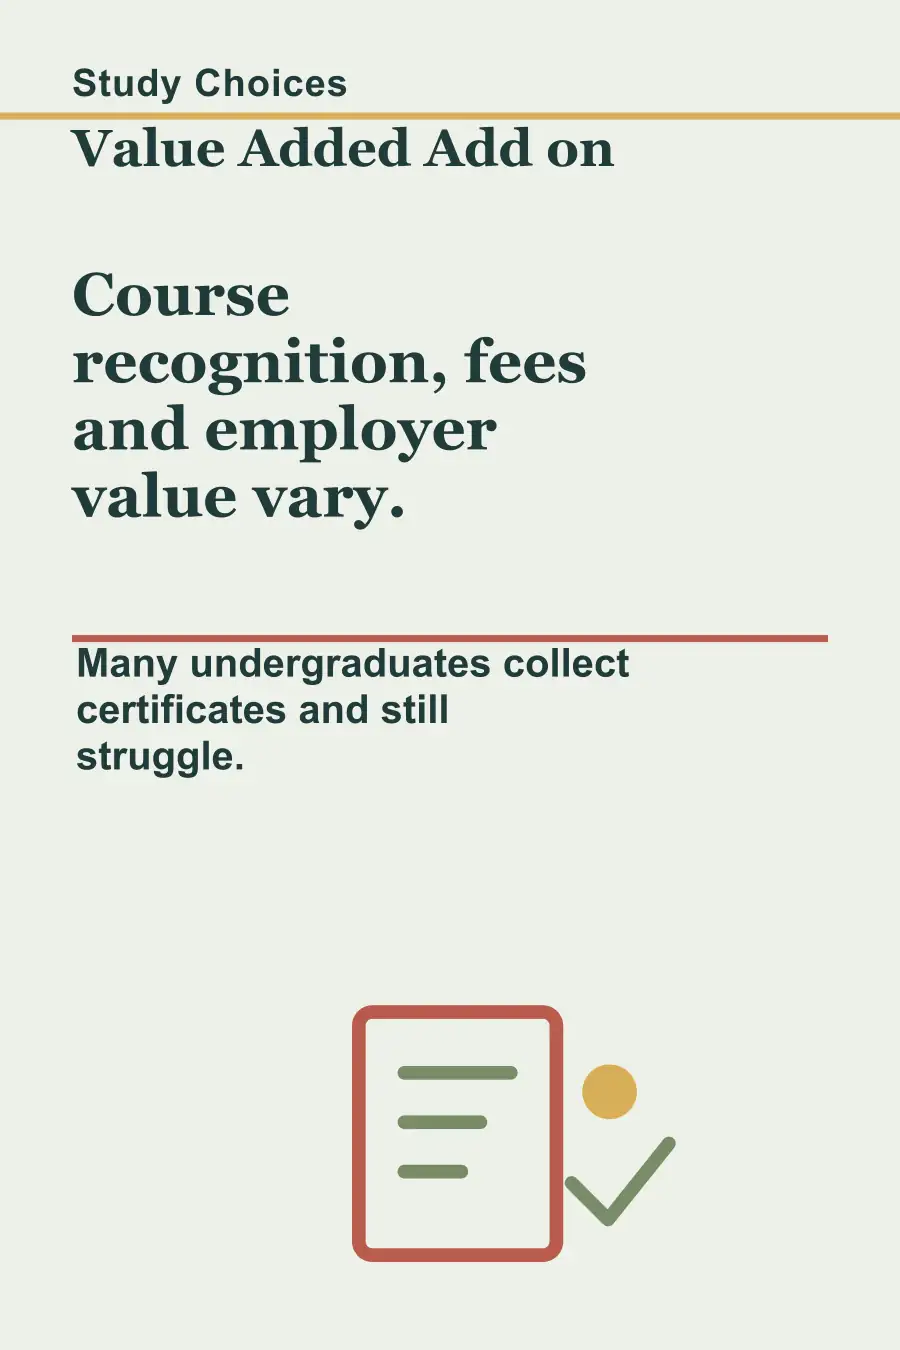 Study Choices
Value Added Add on
Course
recognition, fees
and employer
value vary.
Many undergraduates collect
certificates and still
struggle.